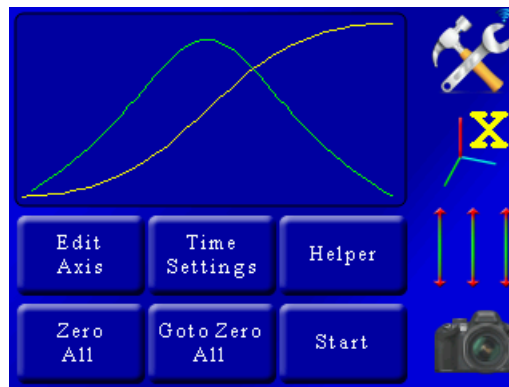 X
Edit
Axis
Time
Settings
Helper
Zero
All
Goto Zero
All
Start